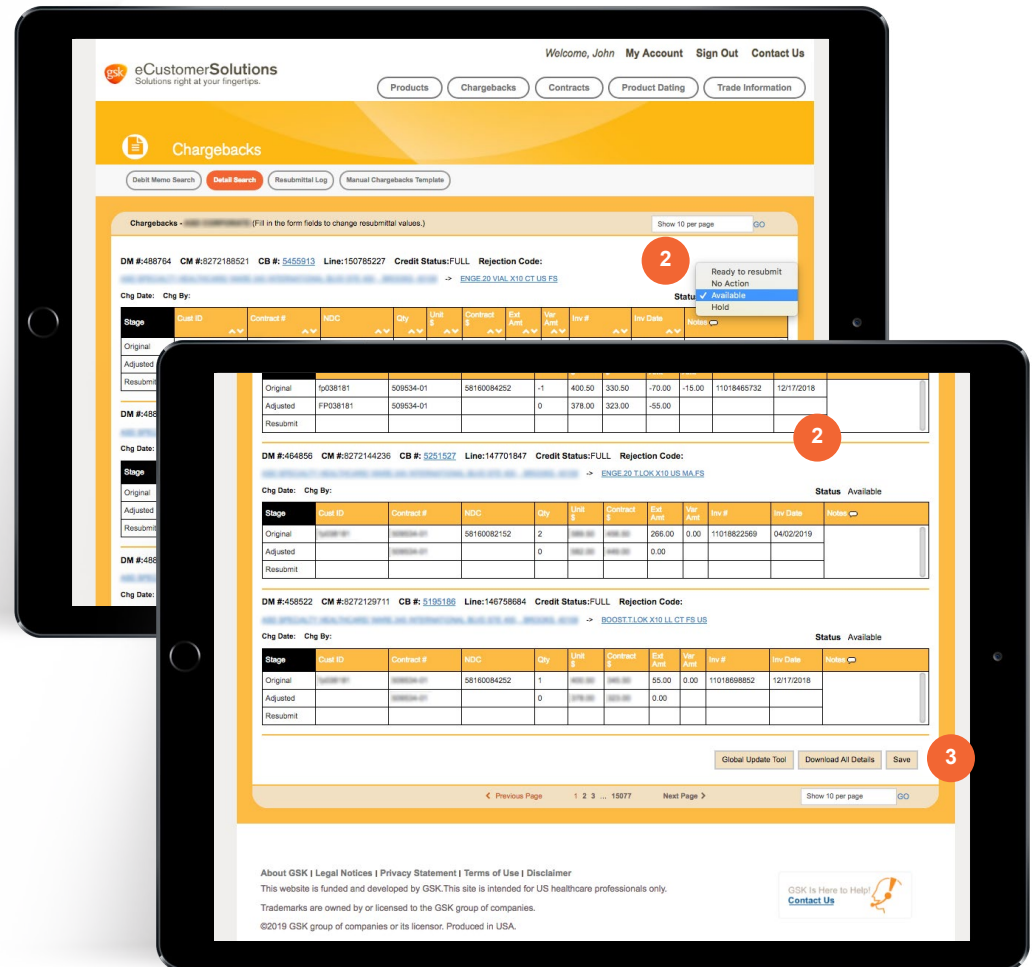 Welcome, John My Account Sign Out Contact Us
gsk eCustomerSolutions
Solutions right at your fingertips.
Products Chargebacks Contracts Product Dating Trade Information
Chargebacks
Debit Memo Search Detail Search Resubmittal Log Manual Chargebacks Template
Chargebacks - (Fill in the form fields to change resubmittal values.) Show 10 per page GO
DM #:488764 CM #:8272188521 CB #: 5455913 Line:150785227 Credit Status:FULL Rejection Code:
2
-> ENGE.20 VIAL X10 CT US FS
Ready to resubmit
No Action
✓ Available
Hold
Chg Date: Chg By: Statu
Stage Cust ID Contract # NDC Qty Unit $ Contract $ Ext Amt Var Amt Inv # Inv Date Notes
Original
Adjusted
Resubm
DM #:488
Chg Date:
Stage
Original
Adjusted
Resubmit
DM #:488
Chg Date:
Original fp038181 509534-01 58160084252 -1 400.50 330.50 -70.00 -15.00 11018465732 12/17/2018
Adjusted FP038181 509534-01 0 378.00 323.00 -55.00
Resubmit
2
DM #:464856 CM #:8272144236 CB #: 5251527 Line:147701847 Credit Status:FULL Rejection Code:
-> ENGE.20 T.LOK X10 US MA.FS
Chg Date: Chg By: Status Available
Stage Cust ID Contract # NDC Qty Unit $ Contract $ Ext Amt Var Amt Inv # Inv Date Notes
Original 58160082152 2 266.00 0.00 11018822569 04/02/2019
Adjusted 0 0.00
Resubmit
DM #:458522 CM #:8272129711 CB #: 5195186 Line:146758684 Credit Status:FULL Rejection Code:
-> BOOST.T.LOK X10 LL CT FS US
Chg Date: Chg By: Status Available
Stage Cust ID Contract # NDC Qty Unit $ Contract $ Ext Amt Var Amt Inv # Inv Date Notes
Original 58160084252 1 55.00 0.00 11018698852 12/17/2018
Adjusted 0 0.00
Resubmit
Global Update Tool Download All Details Save
3
< Previous Page 1 2 3 ... 15077 Next Page > Show 10 per page GO
About GSK | Legal Notices | Privacy Statement | Terms of Use | Disclaimer
This website is funded and developed by GSK.This site is intended for US healthcare professionals only.
Trademarks are owned by or licensed to the GSK group of companies.
©2019 GSK group of companies or its licensor. Produced in USA.
GSK Is Here to Help!
Contact Us